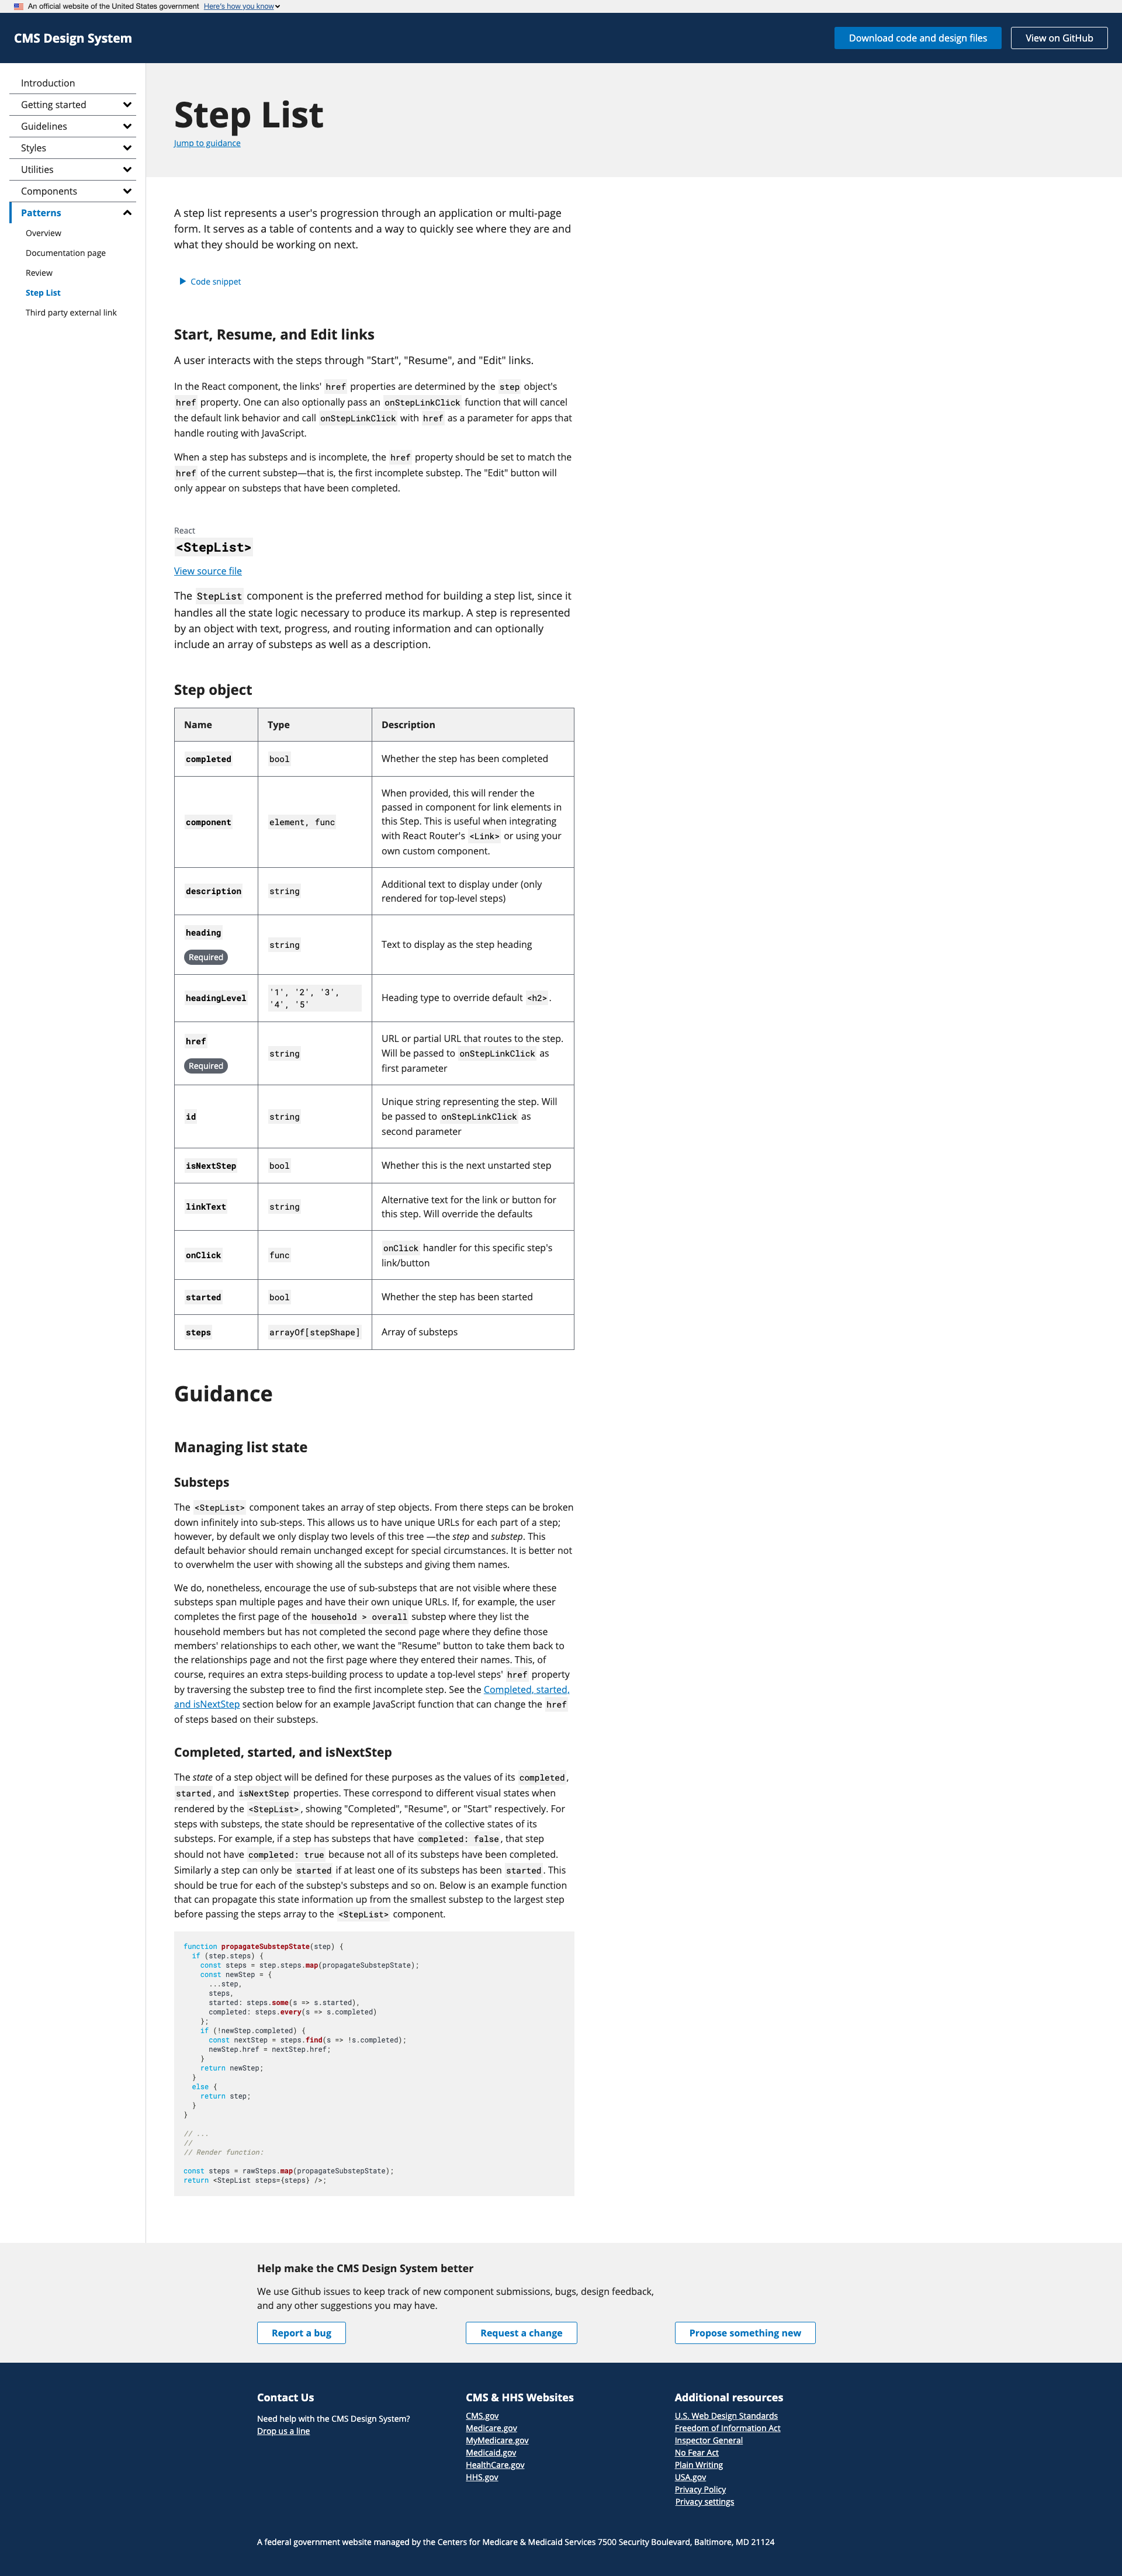 An official website of the United States government Here's how you know
CMS Design System
Download code and design files
View on GitHub
Introduction
Getting started
Guidelines
Styles
Utilities
Components
Patterns
Overview
Documentation page
Review
Step List
Third party external link
Step List
Jump to guidance
A step list represents a user's progression through an application or multi-page
form. It serves as a table of contents and a way to quickly see where they are and
what they should be working on next.
Code snippet
Start, Resume, and Edit links
A user interacts with the steps through "Start", "Resume", and "Edit" links.
In the React component, the links' href properties are determined by the step object's
href property. One can also optionally pass an onStepLinkClick function that will cancel
the default link behavior and call onStepLinkClick with href as a parameter for apps that
handle routing with JavaScript.
When a step has substeps and is incomplete, the href property should be set to match the
href of the current substep—that is, the first incomplete substep. The "Edit" button will
only appear on substeps that have been completed.
React
<StepList>
View source file
The StepList component is the preferred method for building a step list, since it
handles all the state logic necessary to produce its markup. A step is represented
by an object with text, progress, and routing information and can optionally
include an array of substeps as well as a description.
Step object
Name Type Description
completed bool Whether the step has been completed
When provided, this will render the
passed in component for link elements in
this Step. This is useful when integrating
component element, func with React Router's <Link> or using your
own custom component.
description string Additional text to display under (only
rendered for top-level steps)
heading
Required
string Text to display as the step heading
headingLevel '1', '2', '3',
'4', '5'
Heading type to override default <h2>.
href
Required
string
URL or partial URL that routes to the step.
Will be passed to onStepLinkClick as
first parameter
id string
Unique string representing the step. Will
be passed to onStepLinkClick as
second parameter
isNextStep bool Whether this is the next unstarted step
linkText string Alternative text for the link or button for
this step. Will override the defaults
onClick func onClick handler for this specific step's
link/button
started bool Whether the step has been started
steps arrayOf[stepShape] Array of substeps
Guidance
Managing list state
Substeps
The <StepList> component takes an array of step objects. From there steps can be broken
down infinitely into sub-steps. This allows us to have unique URLs for each part of a step;
however, by default we only display two levels of this tree —the step and substep. This
default behavior should remain unchanged except for special circumstances. It is better not
to overwhelm the user with showing all the substeps and giving them names.
We do, nonetheless, encourage the use of sub-substeps that are not visible where these
substeps span multiple pages and have their own unique URLs. If, for example, the user
completes the first page of the household > overall substep where they list the
household members but has not completed the second page where they define those
members' relationships to each other, we want the "Resume" button to take them back to
the relationships page and not the first page where they entered their names. This, of
course, requires an extra steps-building process to update a top-level steps' href property
by traversing the substep tree to find the first incomplete step. See the Completed, started,
and isNextStep section below for an example JavaScript function that can change the href
of steps based on their substeps.
Completed, started, and isNextStep
The state of a step object will be defined for these purposes as the values of its completed,
started, and isNextStep properties. These correspond to different visual states when
rendered by the <StepList>, showing "Completed", "Resume", or "Start" respectively. For
steps with substeps, the state should be representative of the collective states of its
substeps. For example, if a step has substeps that have completed: false, that step
should not have completed: true because not all of its substeps have been completed.
Similarly a step can only be started if at least one of its substeps has been started. This
should be true for each of the substep's substeps and so on. Below is an example function
that can propagate this state information up from the smallest substep to the largest step
before passing the steps array to the <StepList> component.
function propagateSubstepState(step) {
if (step.steps) {
const steps = step.steps.map(propagateSubstepState);
const newStep = {
...step,
steps,
started: steps.some(s => s.started),
completed: steps.every(s => s.completed)
};
if (!newStep.completed) {
const nextStep = steps.find(s => !s.completed);
newStep.href = nextStep.href;
}
return newStep;
}
else {
return step;
}
}
// ...
//
// Render function:
const steps = rawSteps.map(propagateSubstepState);
return <StepList steps={steps} />;
Help make the CMS Design System better
We use Github issues to keep track of new component submissions, bugs, design feedback,
and any other suggestions you may have.
Report a bug
Request a change
Propose something new
Contact Us
Need help with the CMS Design System?
Drop us a line
CMS & HHS Websites
CMS.gov
Medicare.gov
MyMedicare.gov
Medicaid.gov
HealthCare.gov
HHS.gov
Additional resources
U.S. Web Design Standards
Freedom of Information Act
Inspector General
No Fear Act
Plain Writing
USA.gov
Privacy Policy
Privacy settings
A federal government website managed by the Centers for Medicare & Medicaid Services 7500 Security Boulevard, Baltimore, MD 21124